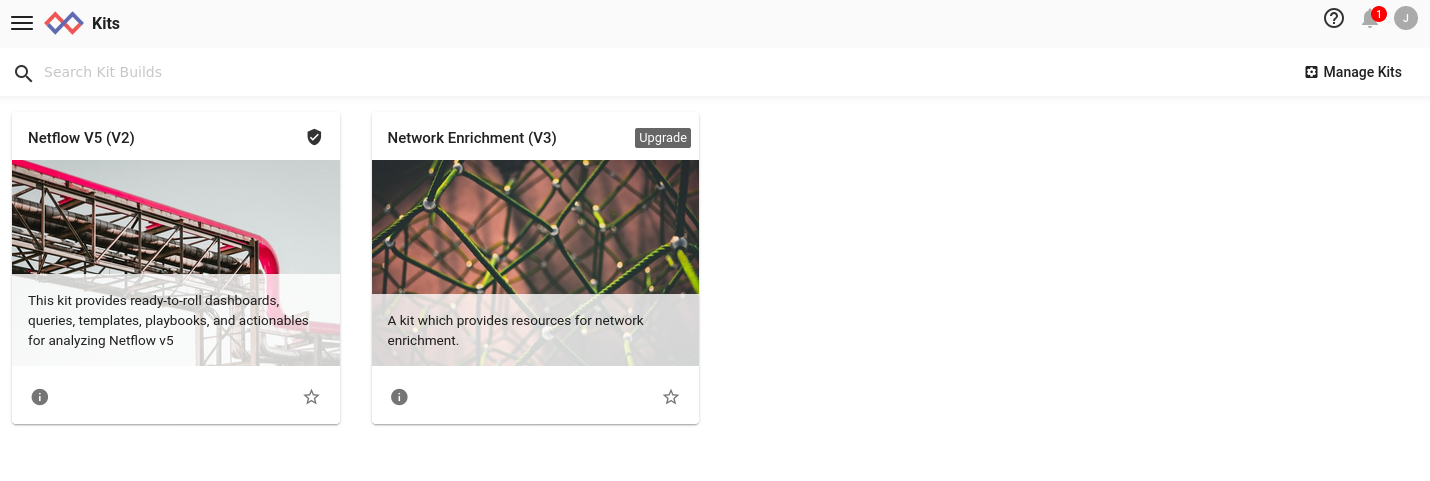 Kits
1
J
Search Kit Builds
Manage Kits
Netflow V5 (V2)
This kit provides ready-to-roll dashboards,
queries, templates, playbooks, and actionables
for analyzing Netflow v5
Network Enrichment (V3)
Upgrade
A kit which provides resources for network
enrichment.